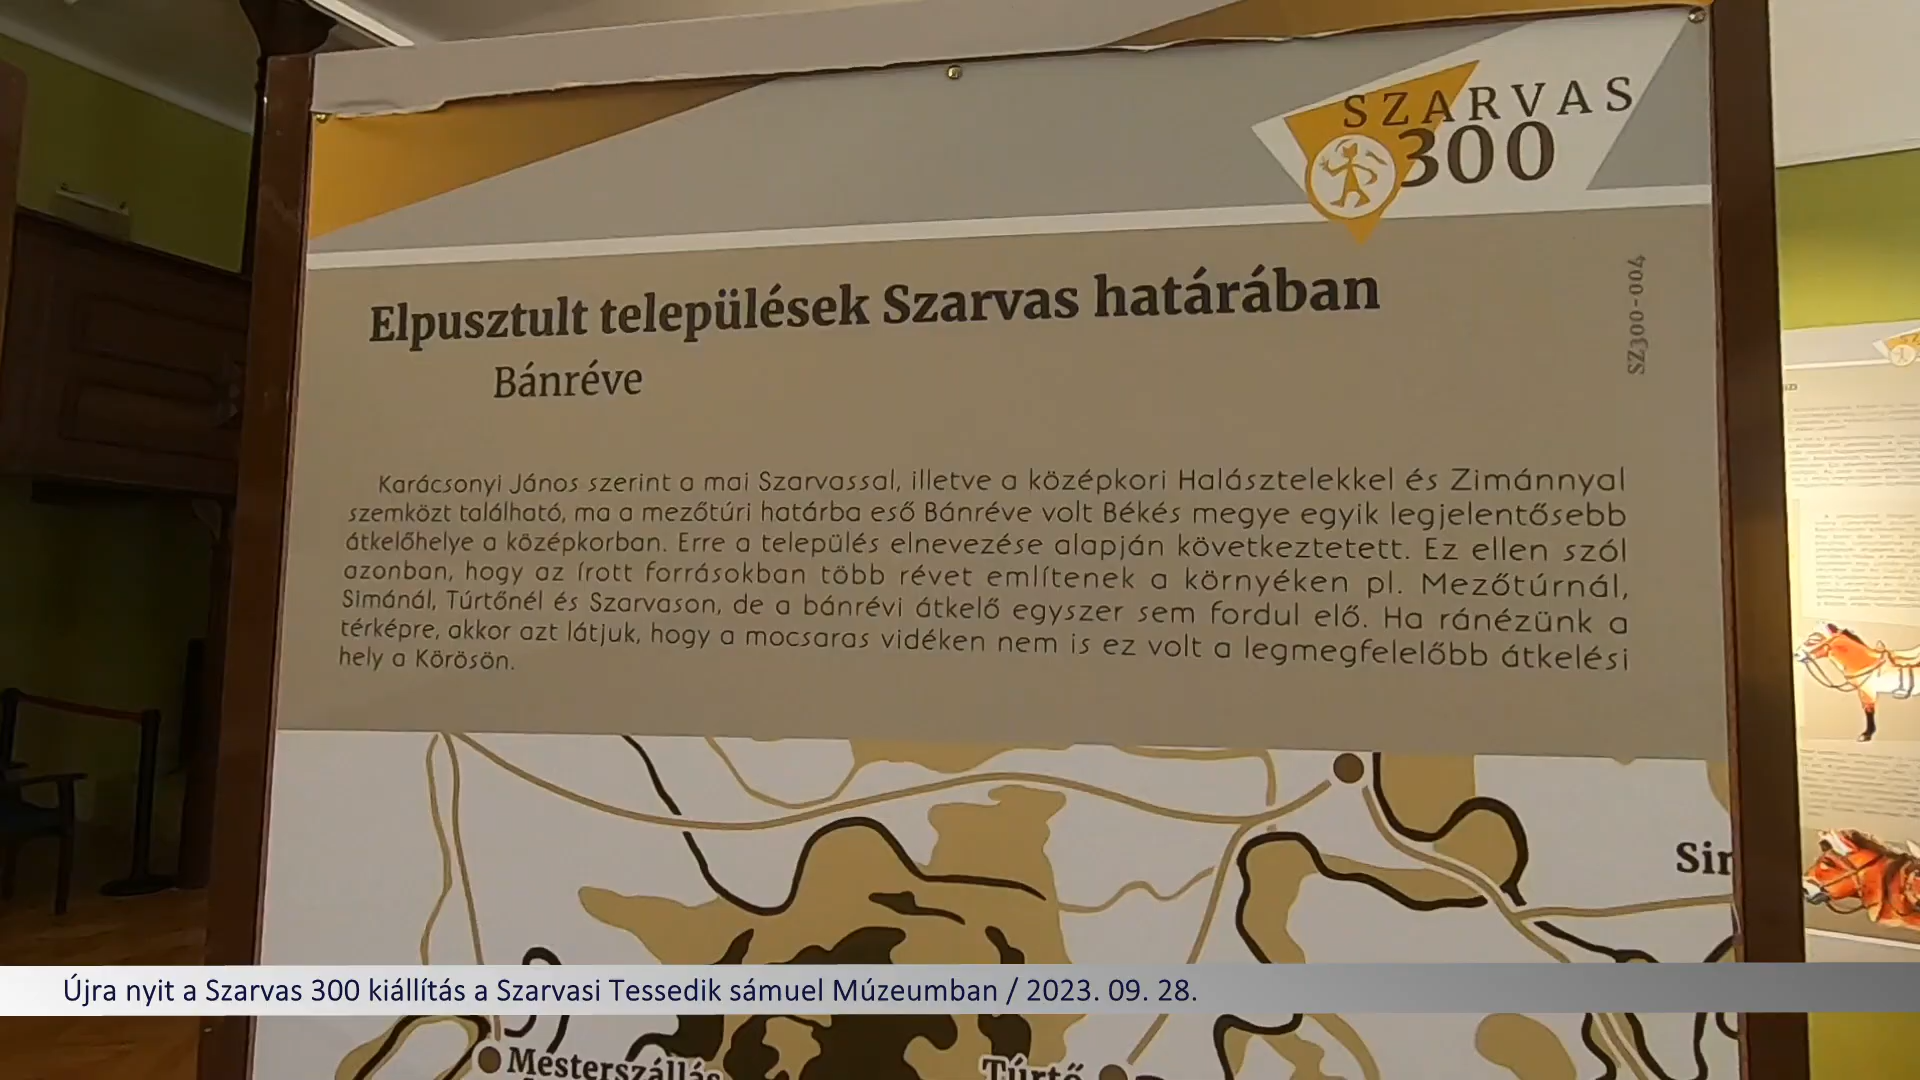 SZARVAS
300
SZ300-004
Elpusztult települések Szarvas határában
Bánréve
Karácsonyi János szerint a mai Szarvassal, illetve a középkori Halásztelekkel és Zimánnyal
szemközt található, ma a mezőtúri határba eső Bánréve volt Békés megye egyik legjelentősebb
átkelőhelye a középkorban. Erre a település elnevezése alapján következtetett. Ez ellen szól
azonban, hogy az írott forrásokban több révet említenek a környéken pl. Mezőtúrnál,
Simánál, Túrtőnél és Szarvason, de a bánrévi átkelő egyszer sem fordul elő. Ha ránézünk a
térképre, akkor azt látjuk, hogy a mocsaras vidéken nem is ez volt a legmegfelelőbb átkelési
hely a Körösön.
Sir
Újra nyit a Szarvas 300 kiállítás a Szarvasi Tessedik sámuel Múzeumban / 2023. 09. 28.
Mesterszállás
Túrtő